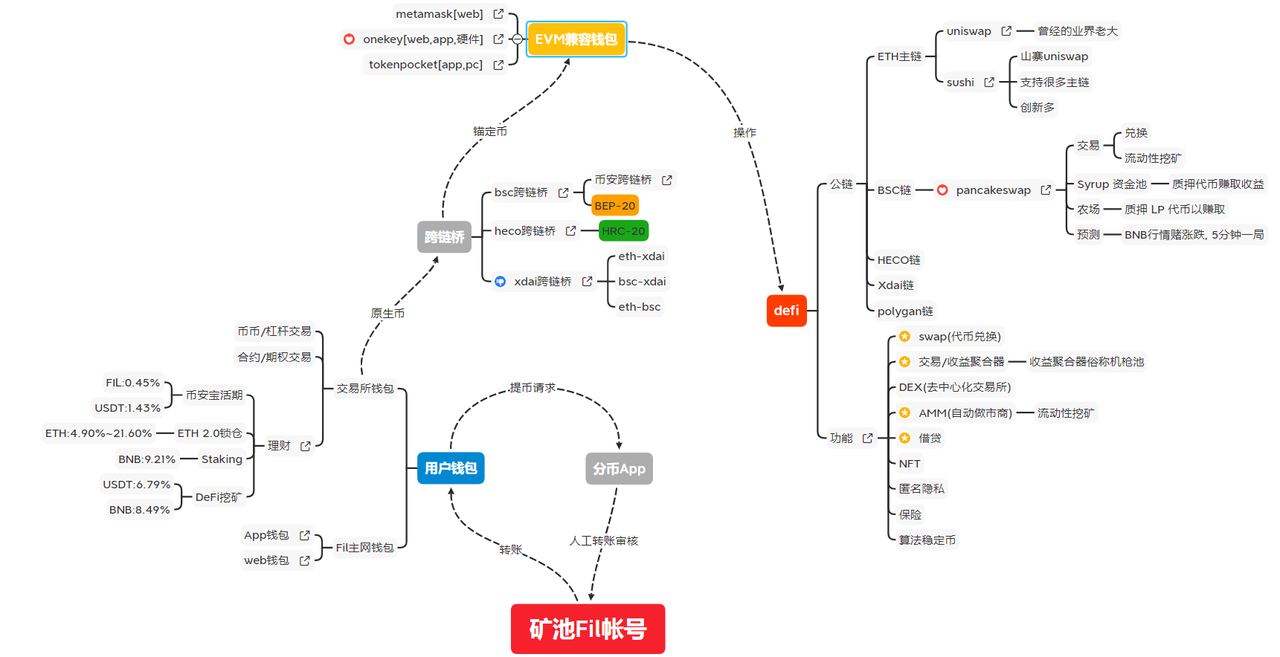 metamask[web]
onekey[web,app,硬件]
tokenpocket[app,pc]
EVM兼容钱包
锚定币
操作
bsc跨链桥
币安跨链桥
BEP-20
跨链桥
heco跨链桥
HRC-20
xdai跨链桥
eth-xdai
bsc-xdai
eth-bsc
原生币
币币/杠杆交易
合约/期权交易
交易所钱包
FIL:0.45%
USDT:1.43%
币安宝活期
ETH:4.90%~21.60%
ETH 2.0锁仓
理财
BNB:9.21%
Staking
USDT:6.79%
BNB:8.49%
DeFi挖矿
App钱包
web钱包
Fil主网钱包
用户钱包
提币请求
分币App
人工转账审核
转账
矿池Fil帐号
defi
公链
ETH主链
uniswap
曾经的业界老大
sushi
山寨uniswap
支持很多主链
创新多
BSC链
pancakeswap
交易
兑换
流动性挖矿
Syrup 资金池
质押代币赚取收益
农场
质押 LP 代币以赚取
预测
BNB行情赌涨跌, 5分钟一局
HECO链
Xdai链
polygan链
功能
swap(代币兑换)
交易/收益聚合器
收益聚合器俗称机枪池
DEX(去中心化交易所)
AMM(自动做市商)
流动性挖矿
借贷
NFT
匿名隐私
保险
算法稳定币